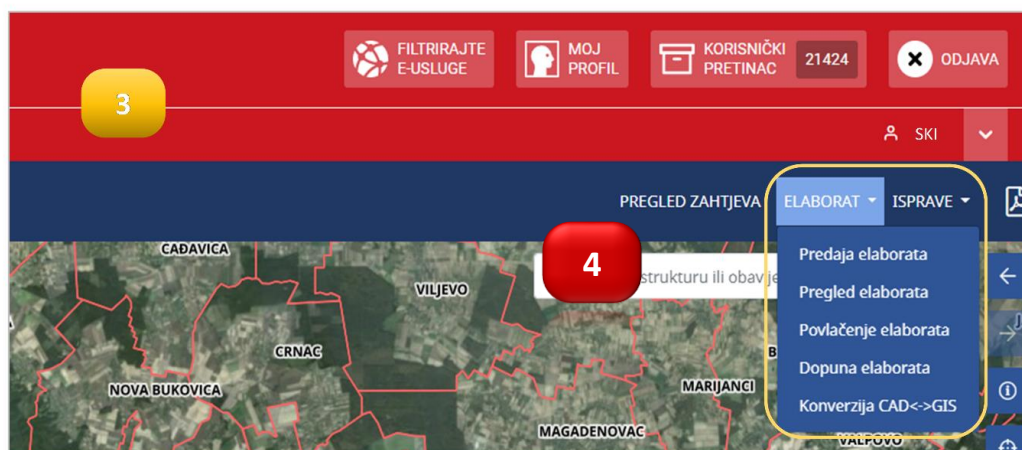 FILTRIRAJTE
E-USLUGE
MOJ
PROFIL
KORISNIČKI
PRETINAC
21424
ODJAVA
3
SKI
PREGLED ZAHTJEVA
ELABORAT
ISPRAVE
4
strukturu ili obavje
Predaja elaborata
Pregled elaborata
Povlačenje elaborata
Dopuna elaborata
Konverzija CAD<->GIS
CAĐAVICA
VILJEVO
CRNAC
NOVA BUKOVICA
MARIJANCI
MAGADENOVAC
VALPOVO